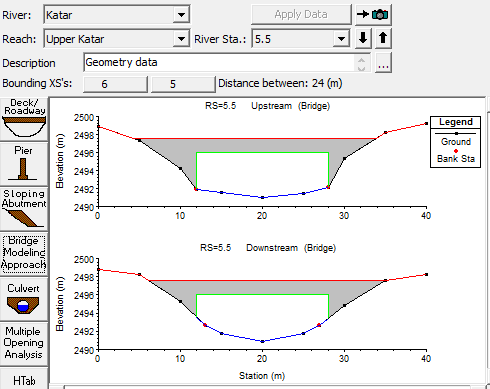 River: Katar Apply Data
Reach: Upper Katar River Sta.: 5.5
Description Geometry data ...
Bounding XS's: 6 5 Distance between: 24 (m)
Deck/
Roadway
Pier
Sloping
Abutment
Bridge
Modeling
Approach
Culvert
Multiple
Opening
Analysis
HTab
RS=5.5 Upstream (Bridge)
Elevation (m)
2500
2498
2496
2494
2492
2490
0 10 20 30 40
Legend
Ground
Bank Sta
RS=5.5 Downstream (Bridge)
Elevation (m)
2500
2498
2496
2494
2492
2490
0 10 20 30 40
Station (m)